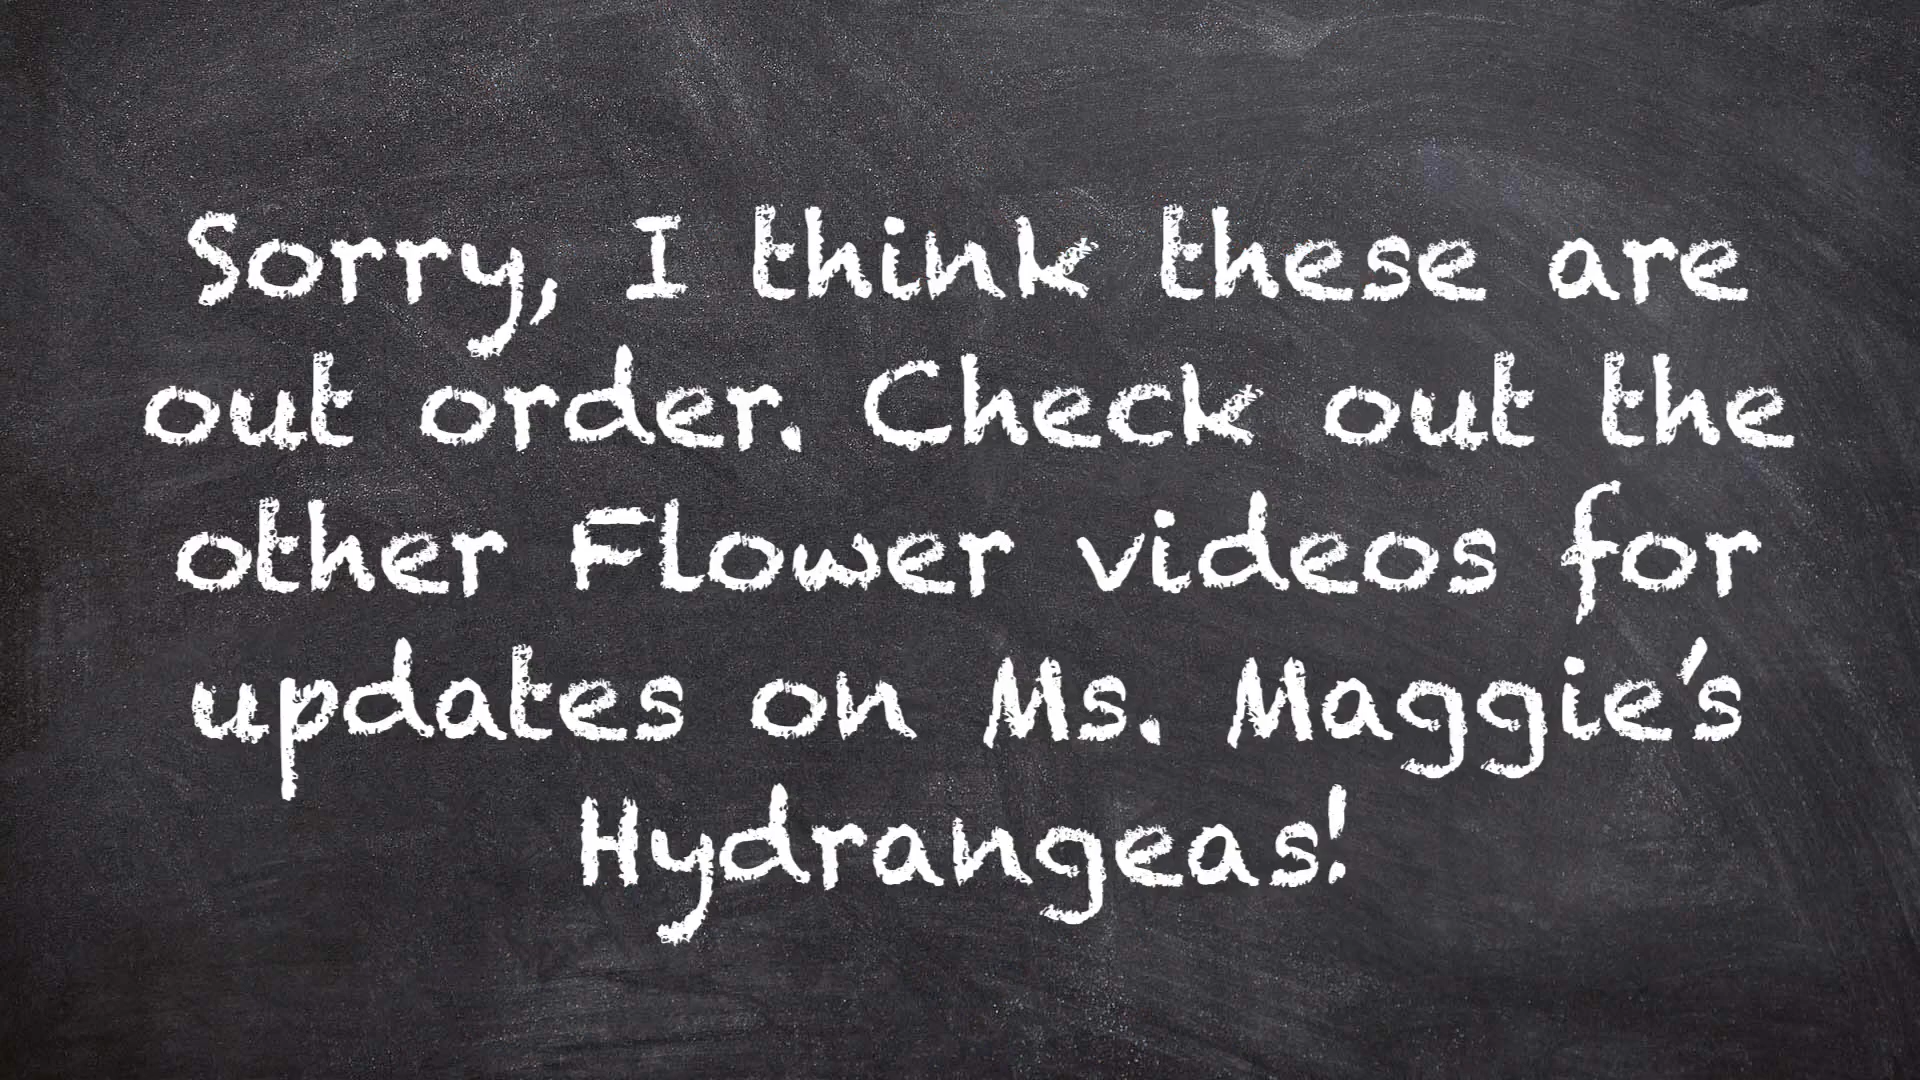 Sorry, I think these are
out order. Check out the
other Flower videos for
updates on Ms. Maggie's
Hydrangeas!